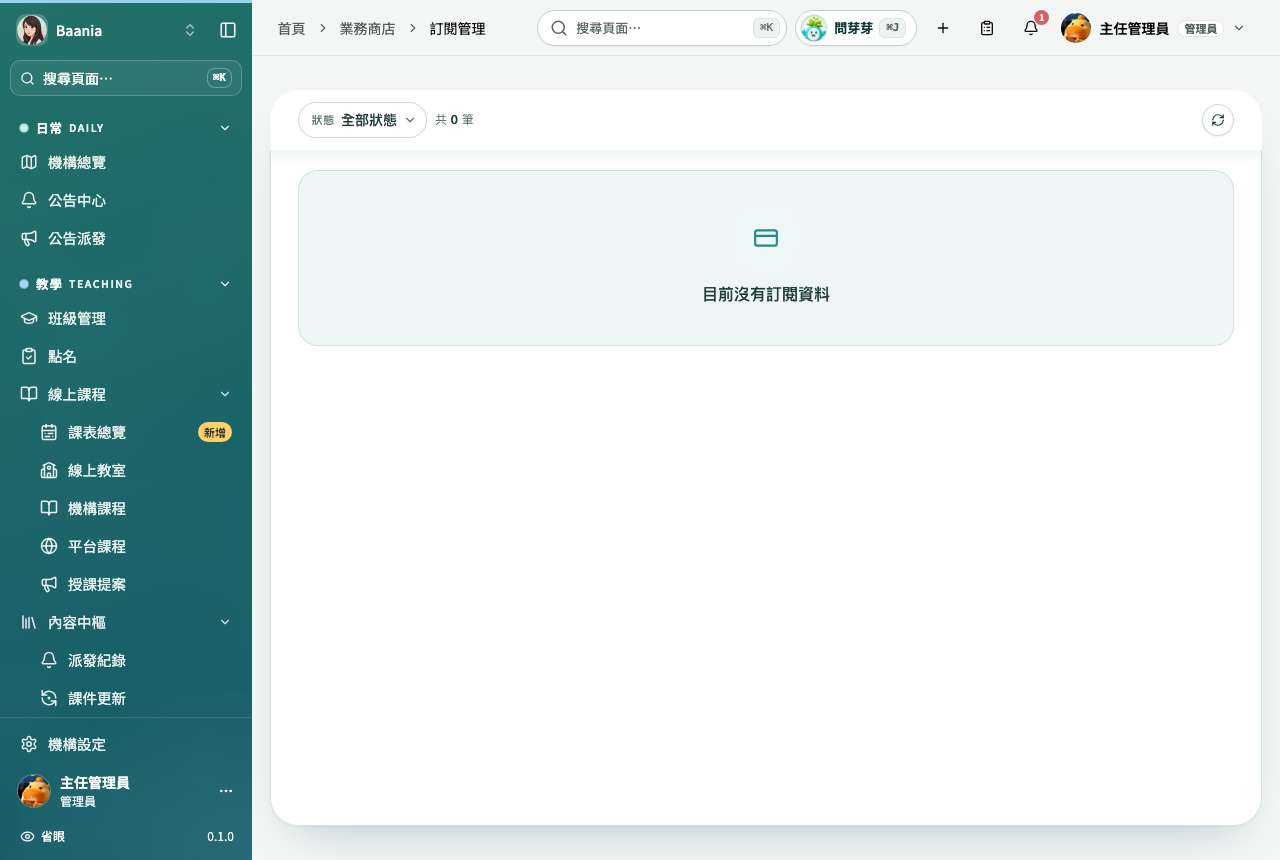 Baania
搜尋頁面… ⌘K
日常 DAILY
機構總覽
公告中心
公告派發
教學 TEACHING
班級管理
點名
線上課程
課表總覽 新增
線上教室
機構課程
平台課程
授課提案
內容中樞
派發紀錄
課件更新
機構設定
主任管理員
管理員
省眼 0.1.0
首頁 業務商店 訂閱管理 搜尋頁面… ⌘K 問芽芽 ⌘J 1 主任管理員 管理員
狀態 全部狀態 共 0 筆
目前沒有訂閱資料